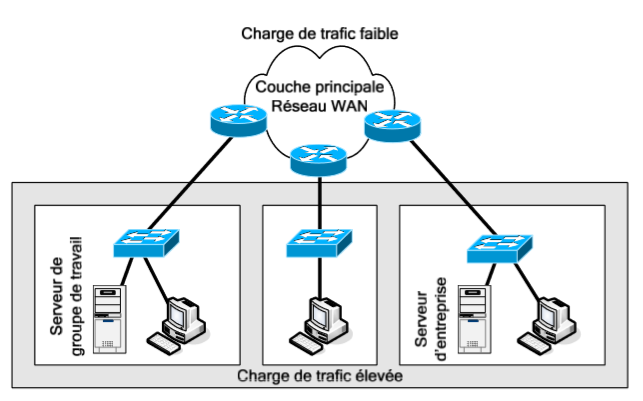 Charge de trafic faible
Couche principale
Réseau WAN
Serveur de
groupe de travail
Serveur
d'entreprise
Charge de trafic élevée